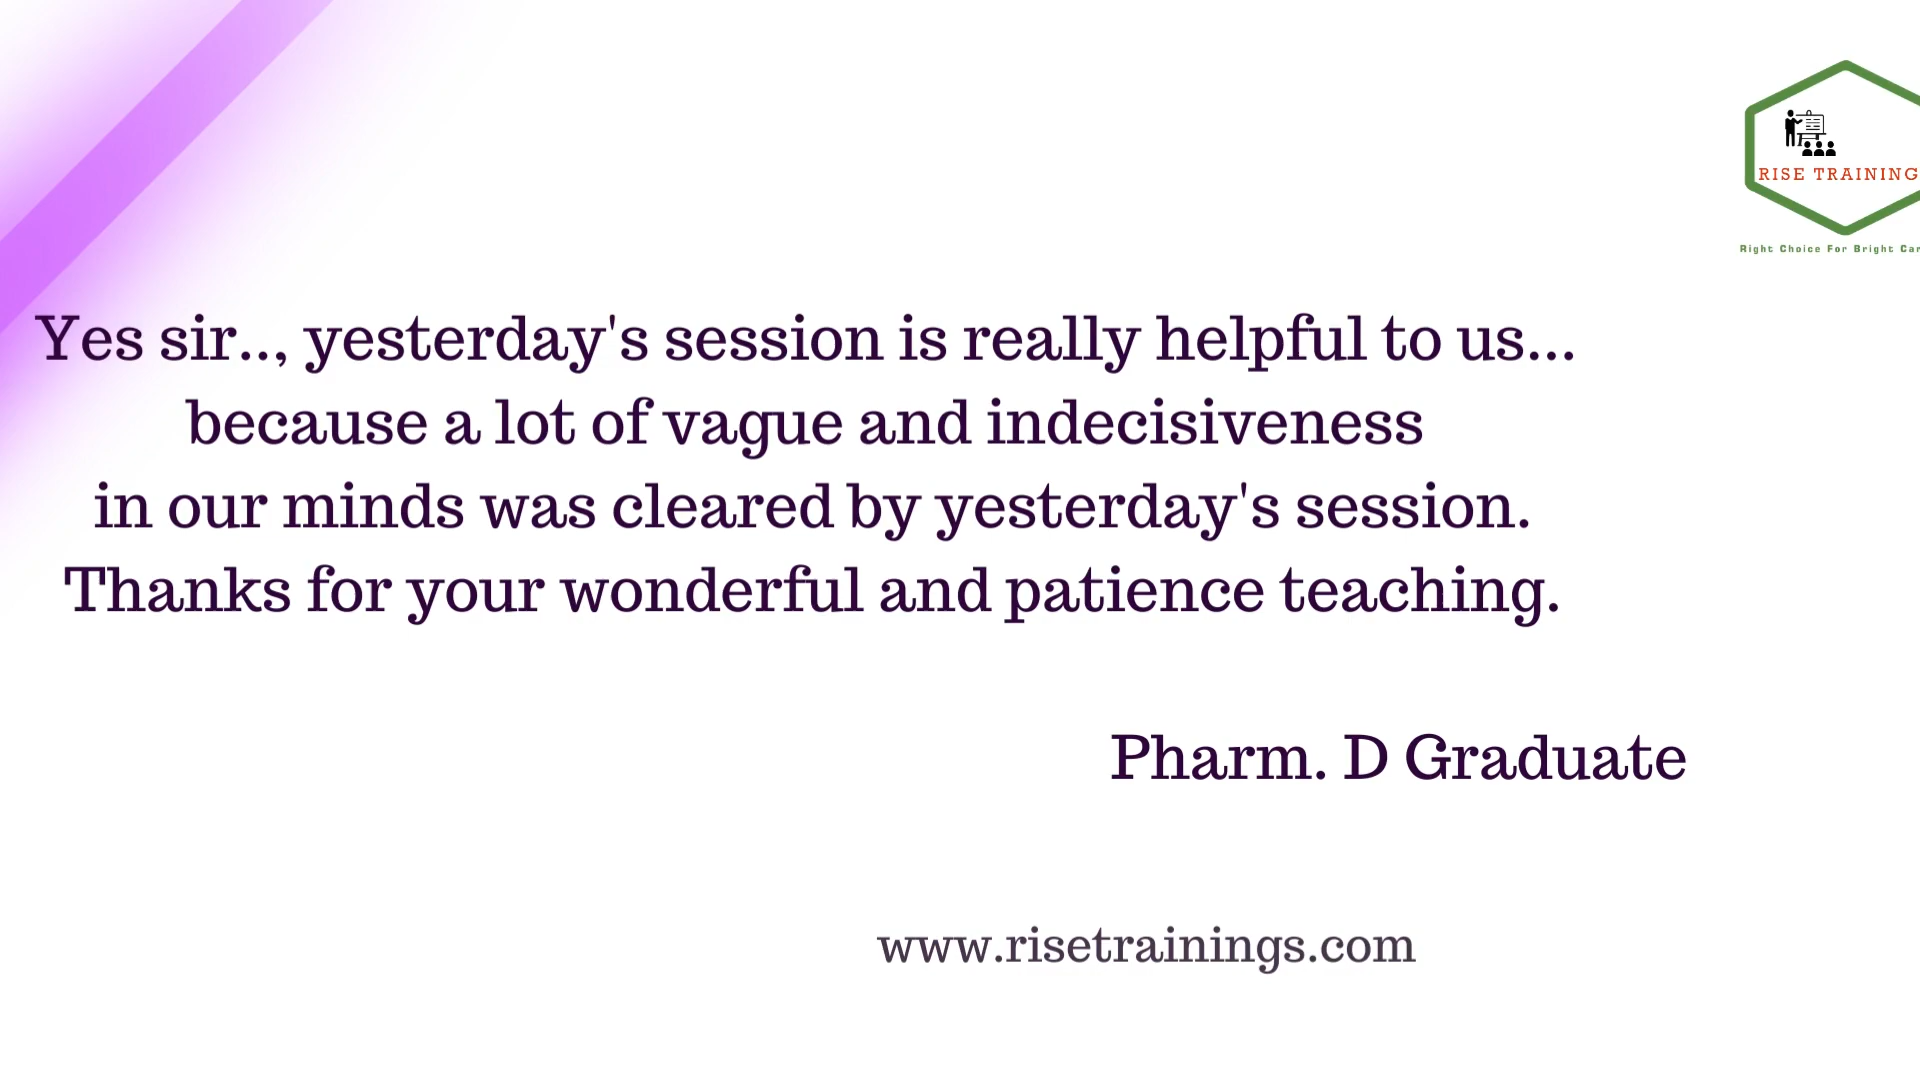 RISE TRAINING
Right Choice For Bright
Yes sir.., yesterday's session is really helpful to us...
because a lot of vague and indecisiveness
in our minds was cleared by yesterday's session.
Thanks for your wonderful and patience teaching.
Pharm. D Graduate
www.risetrainings.com